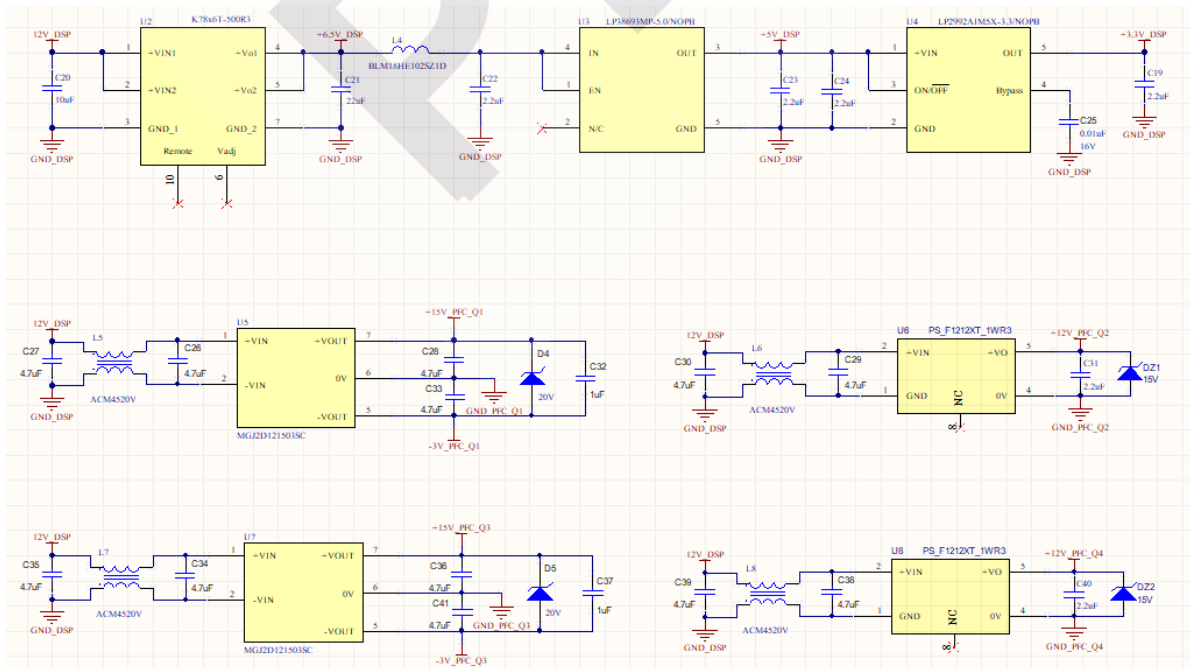 U2 K78x6T-500R3
12V_DSP
C20
10uF
GND_DSP
1 +VIN1 +Vo1 4
2 +VIN2 +Vo2 5
3 GND_1 GND_2 7
Remote Vadj
10 6
+6.5V_DSP
C21
22uF
GND_DSP
L4
BLM18HE102SZ1D
C22
2.2uF
GND_DSP
U3 LP38693MP-5.0/NOPB
4 IN OUT 3
1 EN
2 N/C GND 5
+5V_DSP
C23
2.2uF
C24
2.2uF
GND_DSP
U4 LP2992AIM5X-3.3/NOPB
1 +VIN OUT 5
3 ON/OFF Bypass 4
2 GND
C25
0.01uF
16V
GND_DSP
+3.3V_DSP
C19
2.2uF
GND_DSP
12V_DSP
C27
4.7uF
GND_DSP
L5
ACM4520V
C26
4.7uF
U5
1 +VIN +VOUT 7
0V 6
2 -VIN -VOUT 5
MGJ2D121503SC
+15V_PFC_Q1
C28
4.7uF
C33
4.7uF
GND_PFC_Q1
-3V_PFC_Q1
D4
20V
C32
1uF
12V_DSP
C30
4.7uF
GND_DSP
L6
ACM4520V
C29
4.7uF
U6 PS_F1212XT_1WR3
2 +VIN +VO 5
1 GND 0V 4
NC
8
+12V_PFC_Q2
C31
2.2uF
DZ1
15V
GND_PFC_Q2
12V_DSP
C35
4.7uF
GND_DSP
L7
ACM4520V
C34
4.7uF
U7
1 +VIN +VOUT 7
0V 6
2 -VIN -VOUT 5
MGJ2D121503SC
+15V_PFC_Q3
C36
4.7uF
C41
4.7uF
GND_PFC_Q3
-3V_PFC_Q3
D5
20V
C37
1uF
12V_DSP
C39
4.7uF
GND_DSP
L8
ACM4520V
C38
4.7uF
U8 PS_F1212XT_1WR3
2 +VIN +VO 5
1 GND 0V 4
NC
8
+12V_PFC_Q4
C40
2.2uF
DZ2
15V
GND_PFC_Q4